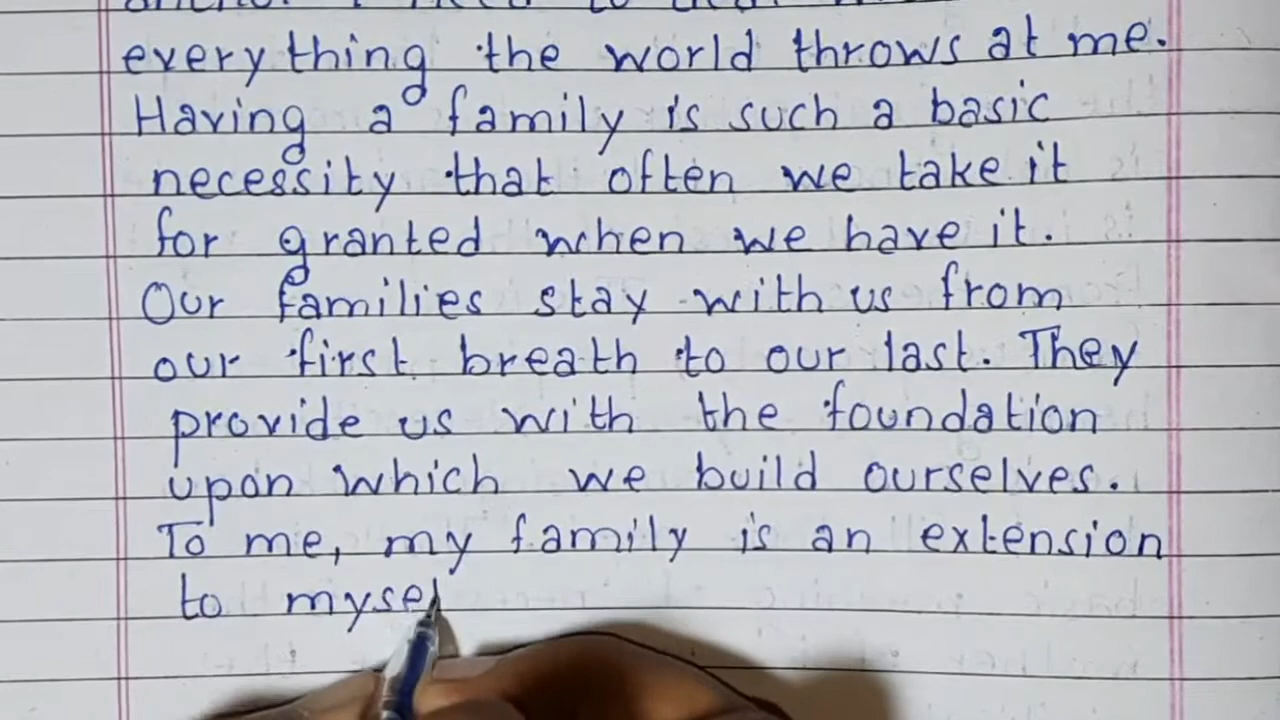 everything the world throws at me.
Having a family is such a basic
necessity that often we take it
for granted when we have it.
Our families stay with us from
our first breath to our last. They
provide us with the foundation
upon which we build ourselves.
To me, my family is an extension
to mysel